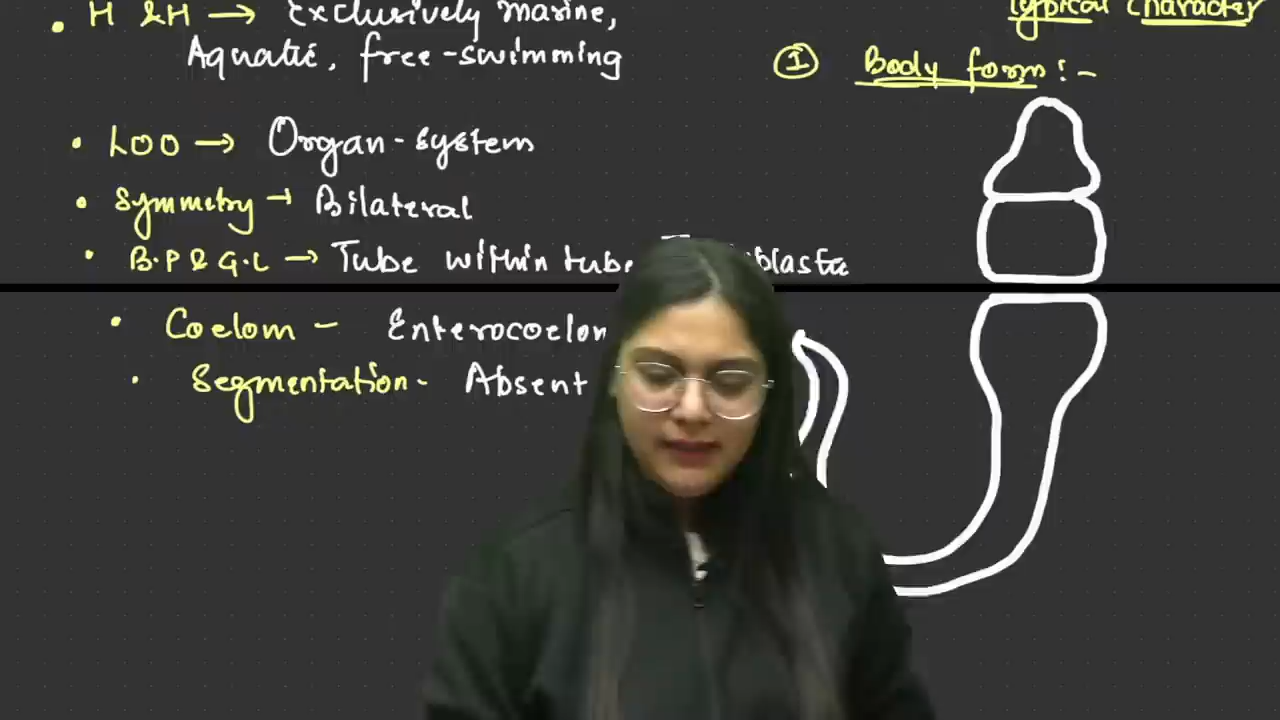 • H & H → Exclusively marine,
Aquatic, free-swimming
• LOO → Organ-system
• Symmetry → Bilateral
• B.P & G.L → Tube within tube
• Coelom - Enterocoelom
• Segmentation - Absent
Typical Character
① Body form :-